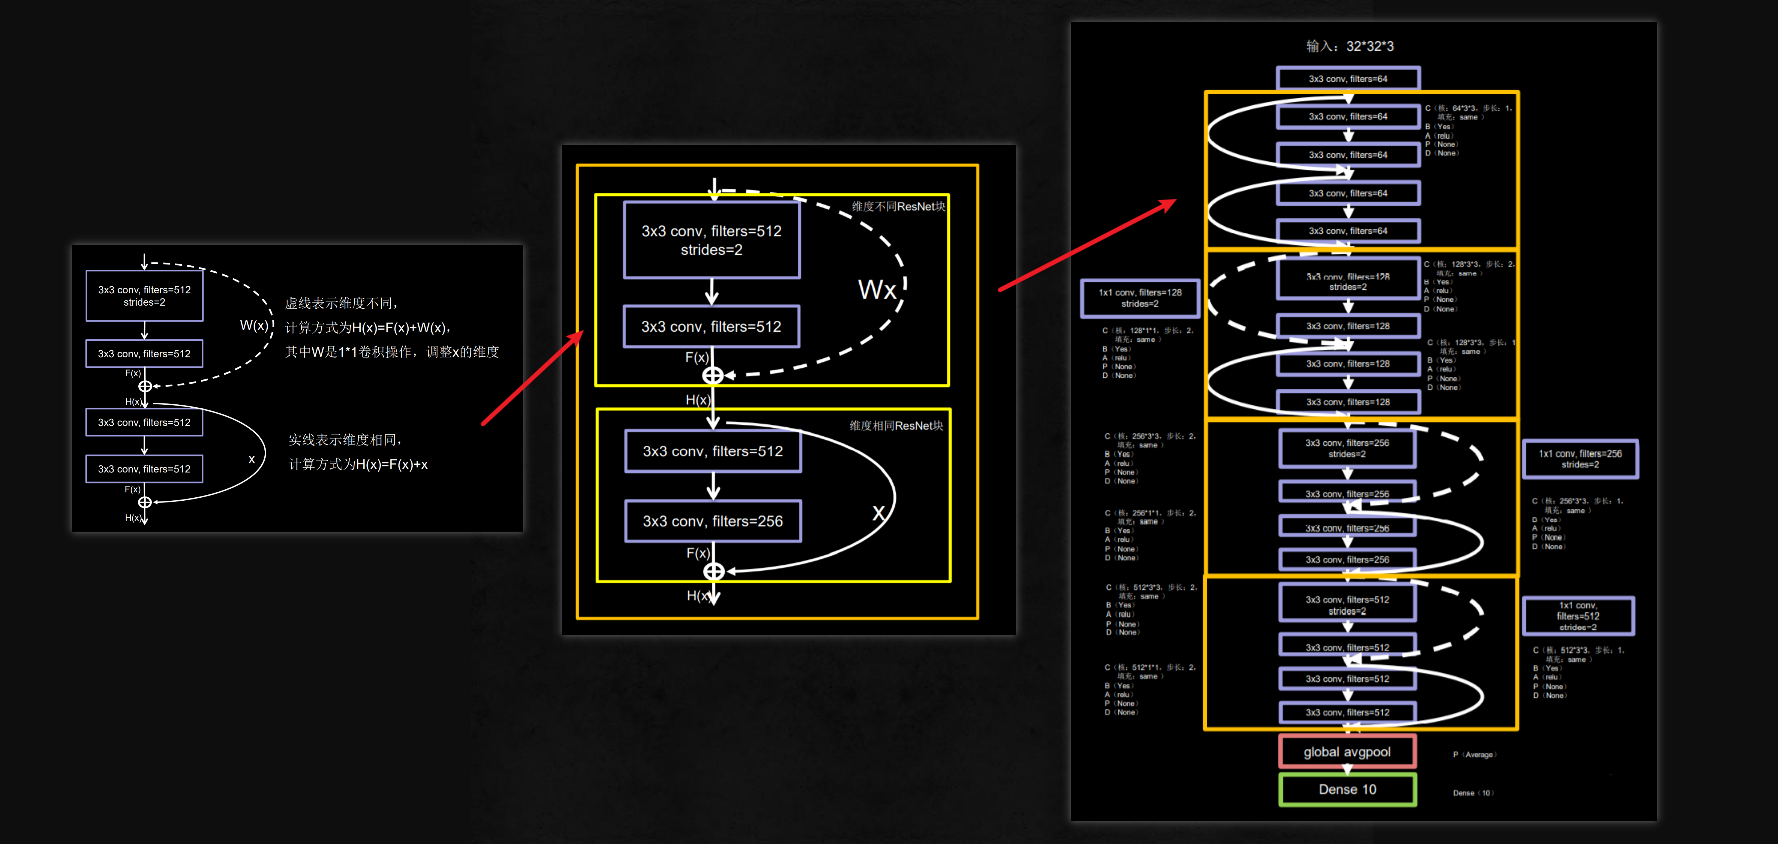 3x3 conv, filters=512
strides=2
W(x)
3x3 conv, filters=512
F(x)
H(x)
3x3 conv, filters=512
x
3x3 conv, filters=512
F(x)
H(x)
虚线表示维度不同,
计算方式为H(x)=F(x)+W(x),
其中W是1*1卷积操作，调整x的维度
实线表示维度相同,
计算方式为H(x)=F(x)+x
维度不同ResNet块
3x3 conv, filters=512
strides=2
Wx
3x3 conv, filters=512
F(x)
H(x)
维度相同ResNet块
3x3 conv, filters=512
3x3 conv, filters=256
x
F(x)
H(x)
输入：32*32*3
3x3 conv, filters=64
3x3 conv, filters=64
3x3 conv, filters=64
3x3 conv, filters=64
3x3 conv, filters=64
C（核：64*3*3，步长：1，
填充：same ）
B（Yes）
A（relu）
P（None）
D（None）
1x1 conv, filters=128
strides=2
C（核：128*1*1，步长：2，
填充：same ）
B（Yes）
A（relu）
P（None）
D（None）
3x3 conv, filters=128
strides=2
3x3 conv, filters=128
3x3 conv, filters=128
3x3 conv, filters=128
C（核：128*3*3，步长：2，
填充：same ）
B（Yes）
A（relu）
P（None）
D（None）
C（核：128*3*3，步长：1
填充：same ）
B（Yes）
A（relu）
P（None）
D（None）
C（核：256*3*3，步长：2，
填充：same ）
B（Yes）
A（relu）
P（None）
D（None）
C（核：256*1*1，步长：2，
填充：same ）
B（Yes）
A（relu）
P（None）
D（None）
3x3 conv, filters=256
strides=2
3x3 conv, filters=256
3x3 conv, filters=256
3x3 conv, filters=256
1x1 conv, filters=256
strides=2
C（核：256*3*3，步长：1，
填充：same ）
D（Yes）
A（relu）
P（None）
D（None）
C（核：512*3*3，步长：2，
填充：same ）
B（Yes）
A（relu）
P（None）
D（None）
C（核：512*1*1，步长：2，
填充：same ）
B（Yes）
A（relu）
P（None）
D（None）
3x3 conv, filters=512
strides=2
3x3 conv, filters=512
3x3 conv, filters=512
3x3 conv, filters=512
1x1 conv,
filters=512
strides=2
C（核：512*3*3，步长：1，
填充：same ）
B（Yes）
A（relu）
P（None）
D（None）
global avgpool
P（Average）
Dense 10
Dense（10）